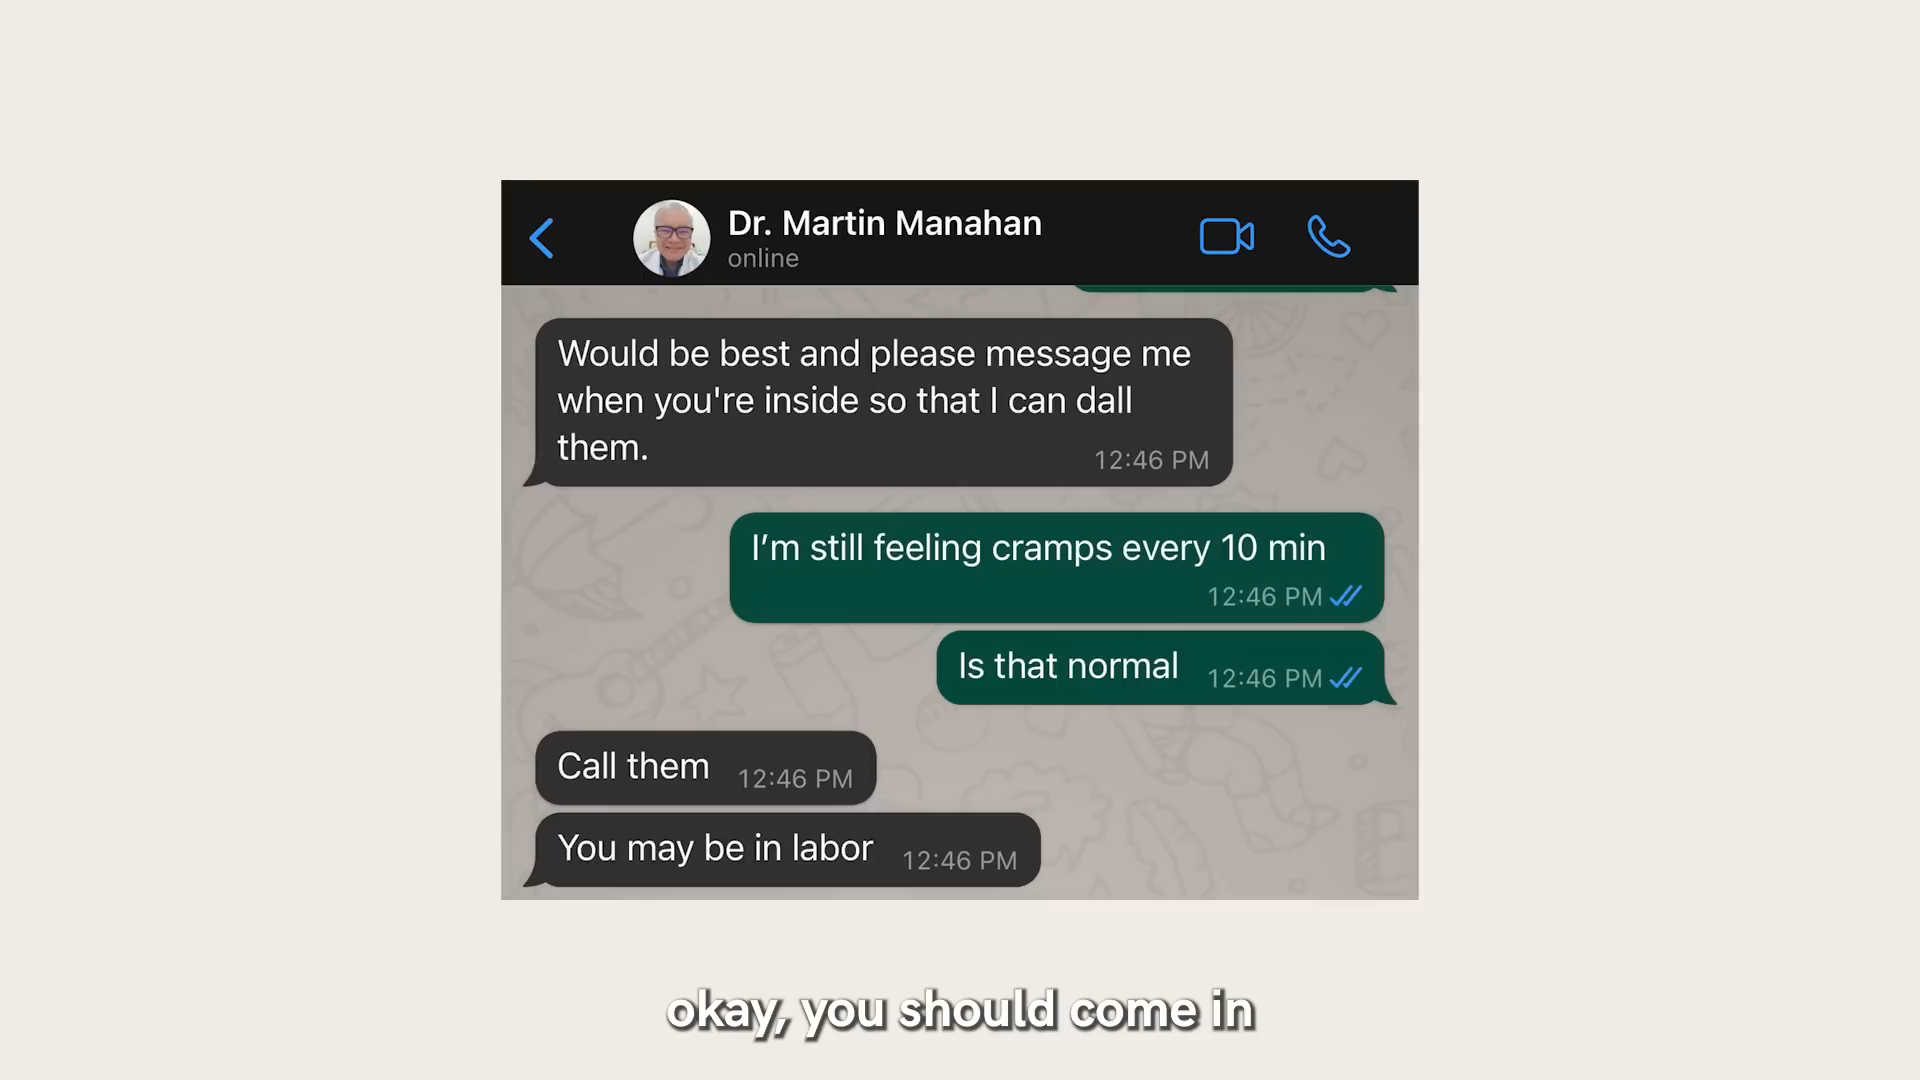 Dr. Martin Manahan
online
Would be best and please message me
when you're inside so that I can dall
them.
12:46 PM
I’m still feeling cramps every 10 min
12:46 PM
Is that normal 12:46 PM
Call them 12:46 PM
You may be in labor 12:46 PM
okay, you should come in